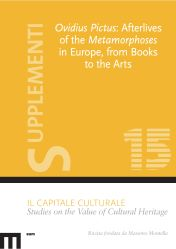 Ovidius Pictus: Afterlives
of the Metamorphoses
in Europe, from Books
to the Arts
SUPPLEMENTI
15
IL CAPITALE CULTURALE
Studies on the Value of Cultural Heritage
eum
Rivista fondata da Massimo Montella